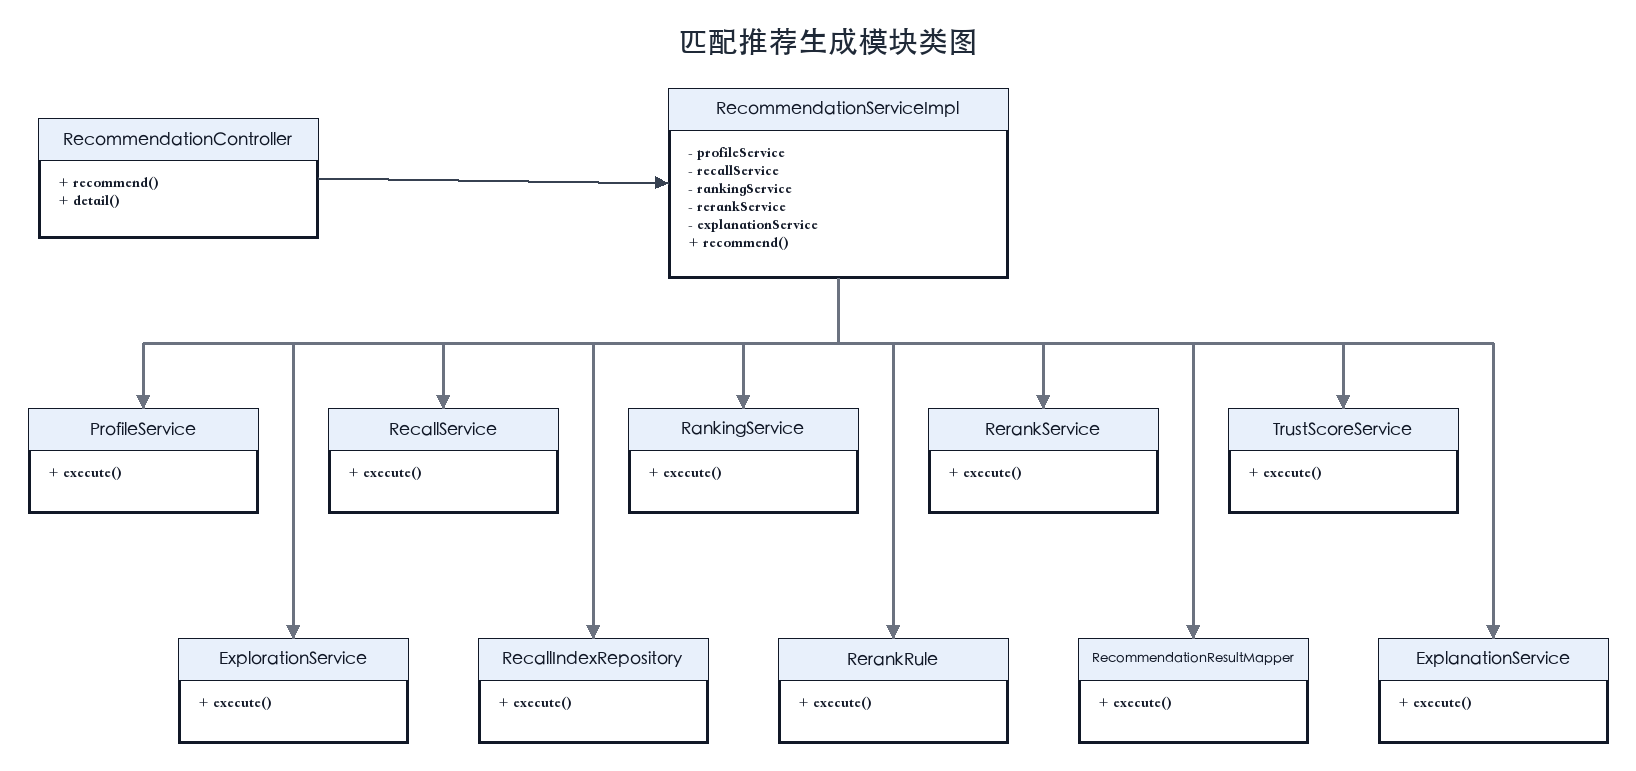 匹配推荐生成模块类图
RecommendationController
+ recommend()
+ detail()
RecommendationServiceImpl
- profileService
- recallService
- rankingService
- rerankService
- explanationService
+ recommend()
ProfileService
+ execute()
RecallService
+ execute()
RankingService
+ execute()
RerankService
+ execute()
TrustScoreService
+ execute()
ExplorationService
+ execute()
RecallIndexRepository
+ execute()
RerankRule
+ execute()
RecommendationResultMapper
+ execute()
ExplanationService
+ execute()